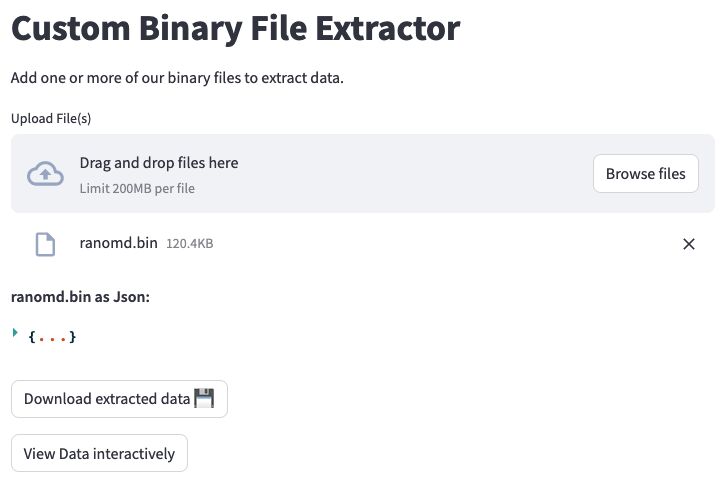 Custom Binary File Extractor
Add one or more of our binary files to extract data.
Upload File(s)
Drag and drop files here
Limit 200MB per file
Browse files
ranomd.bin 120.4KB
ranomd.bin as Json:
{...}
Download extracted data 💾
View Data interactively